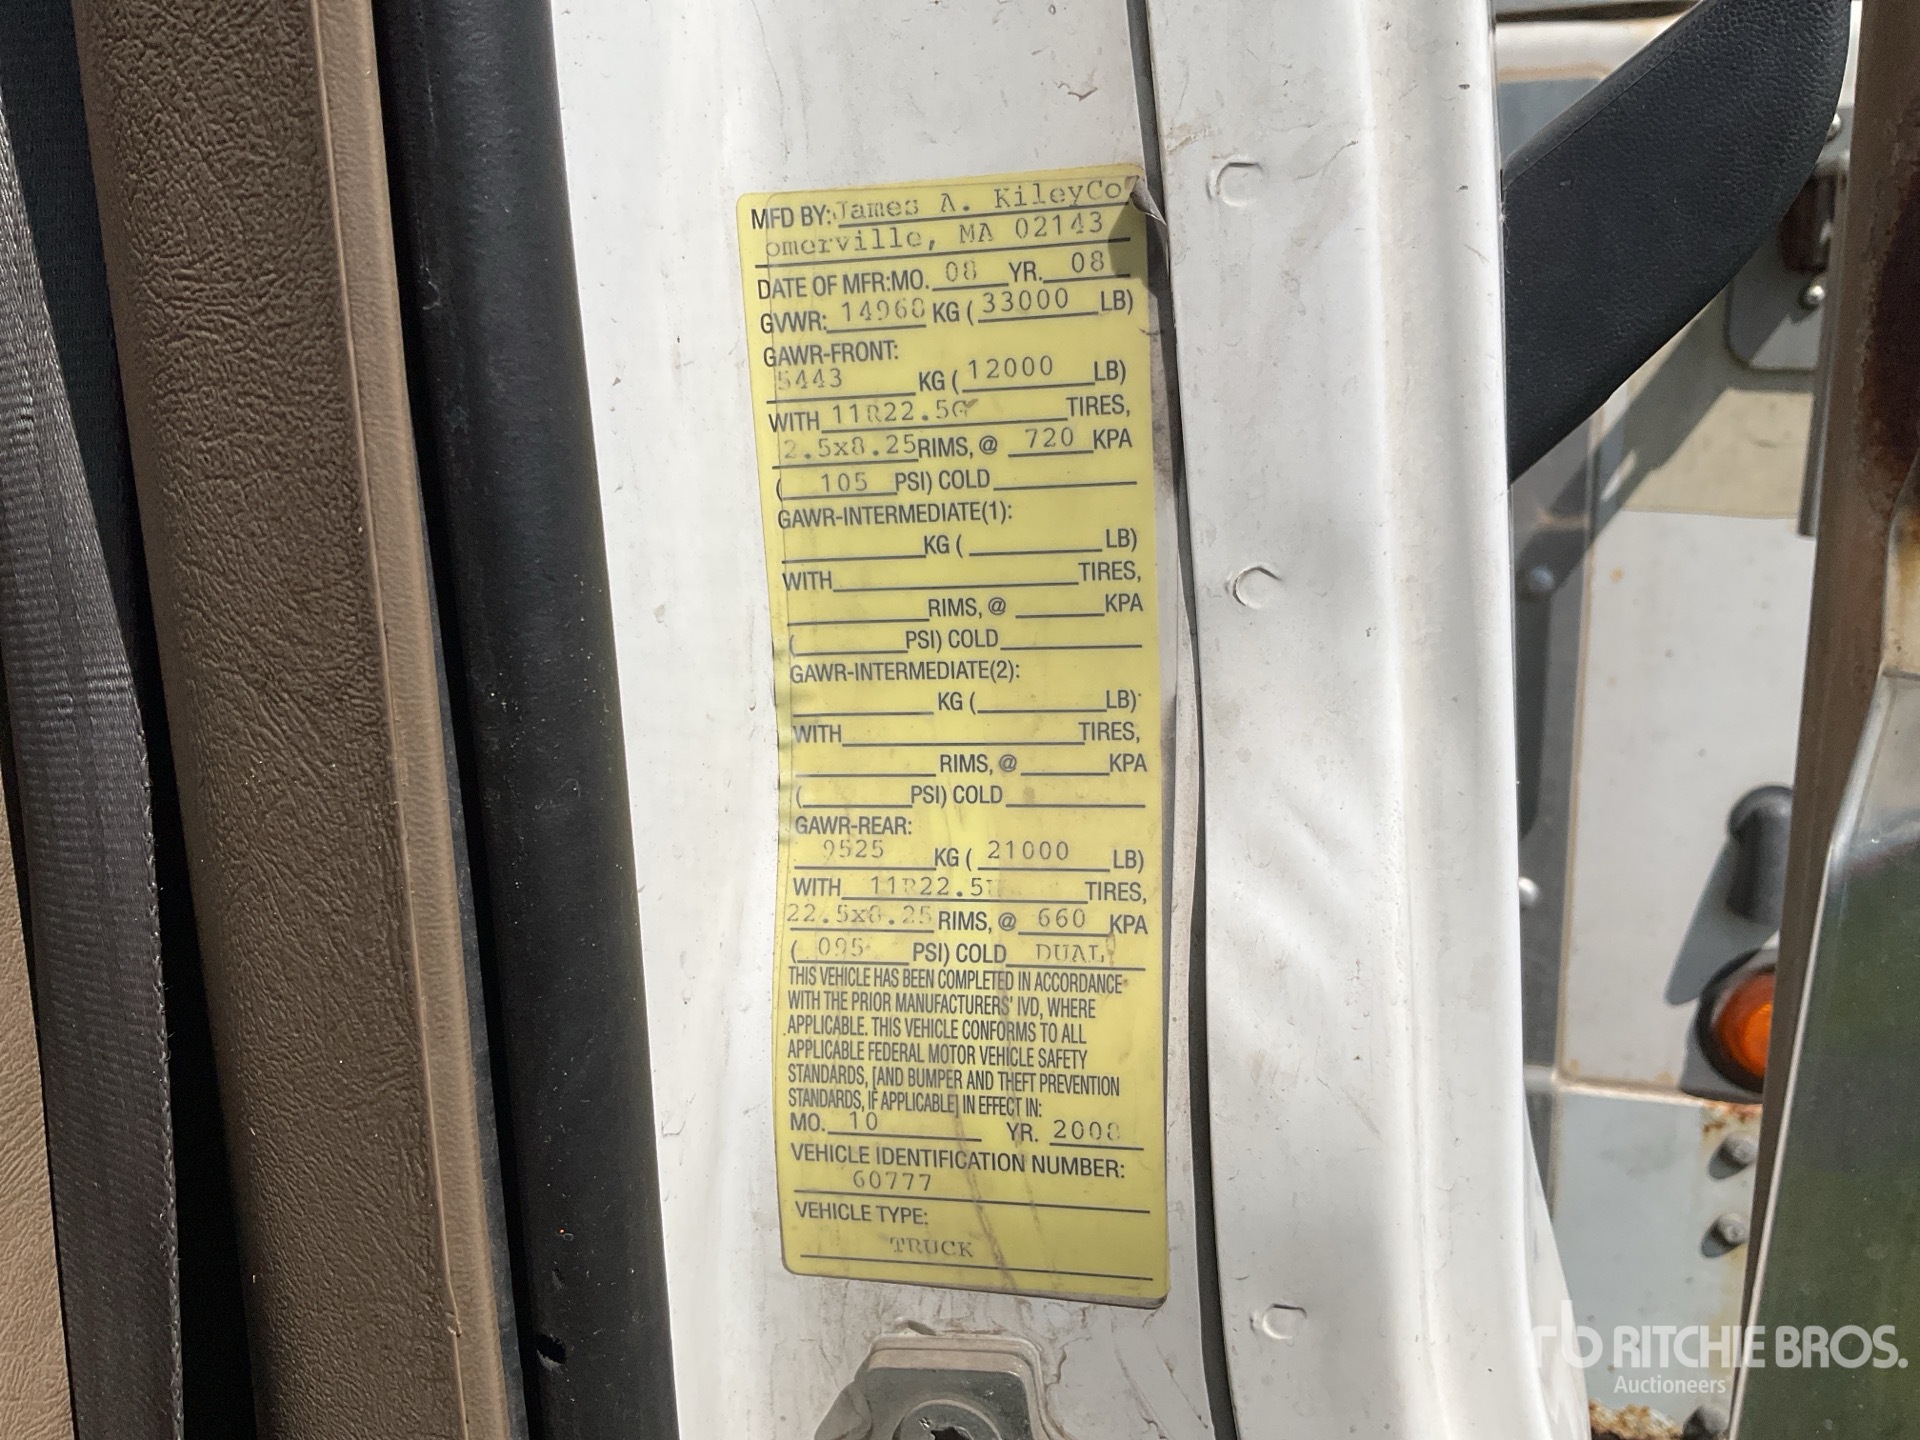 MFD BY: James A. KileyCo
omerville, MA 02143
DATE OF MFR:MO. 08 YR. 08
GVWR: 14968 KG ( 33000 LB)
GAWR-FRONT:
5443 KG ( 12000 LB)
WITH 11R22.5G TIRES,
2.5x8.25 RIMS, @ 720 KPA
( 105 PSI) COLD
GAWR-INTERMEDIATE(1):
KG ( LB)
WITH TIRES,
RIMS, @ KPA
( PSI) COLD
GAWR-INTERMEDIATE(2):
KG ( LB)
WITH TIRES,
RIMS, @ KPA
( PSI) COLD
GAWR-REAR:
9525 KG ( 21000 LB)
WITH TIRES,
22.5x8.25 RIMS, @ 660 KPA
( 095 PSI) COLD DUAL
THIS VEHICLE HAS BEEN COMPLETED IN ACCORDANCE
WITH THE PRIOR MANUFACTURERS' IVD, WHERE
APPLICABLE. THIS VEHICLE CONFORMS TO ALL
APPLICABLE FEDERAL MOTOR VEHICLE SAFETY
STANDARDS, [AND BUMPER AND THEFT PREVENTION
STANDARDS, IF APPLICABLE] IN EFFECT IN:
MO. 10 YR. 2008
VEHICLE IDENTIFICATION NUMBER:
60777
VEHICLE TYPE:
TRUCK
rb RITCHIE BROS.
Auctioneers